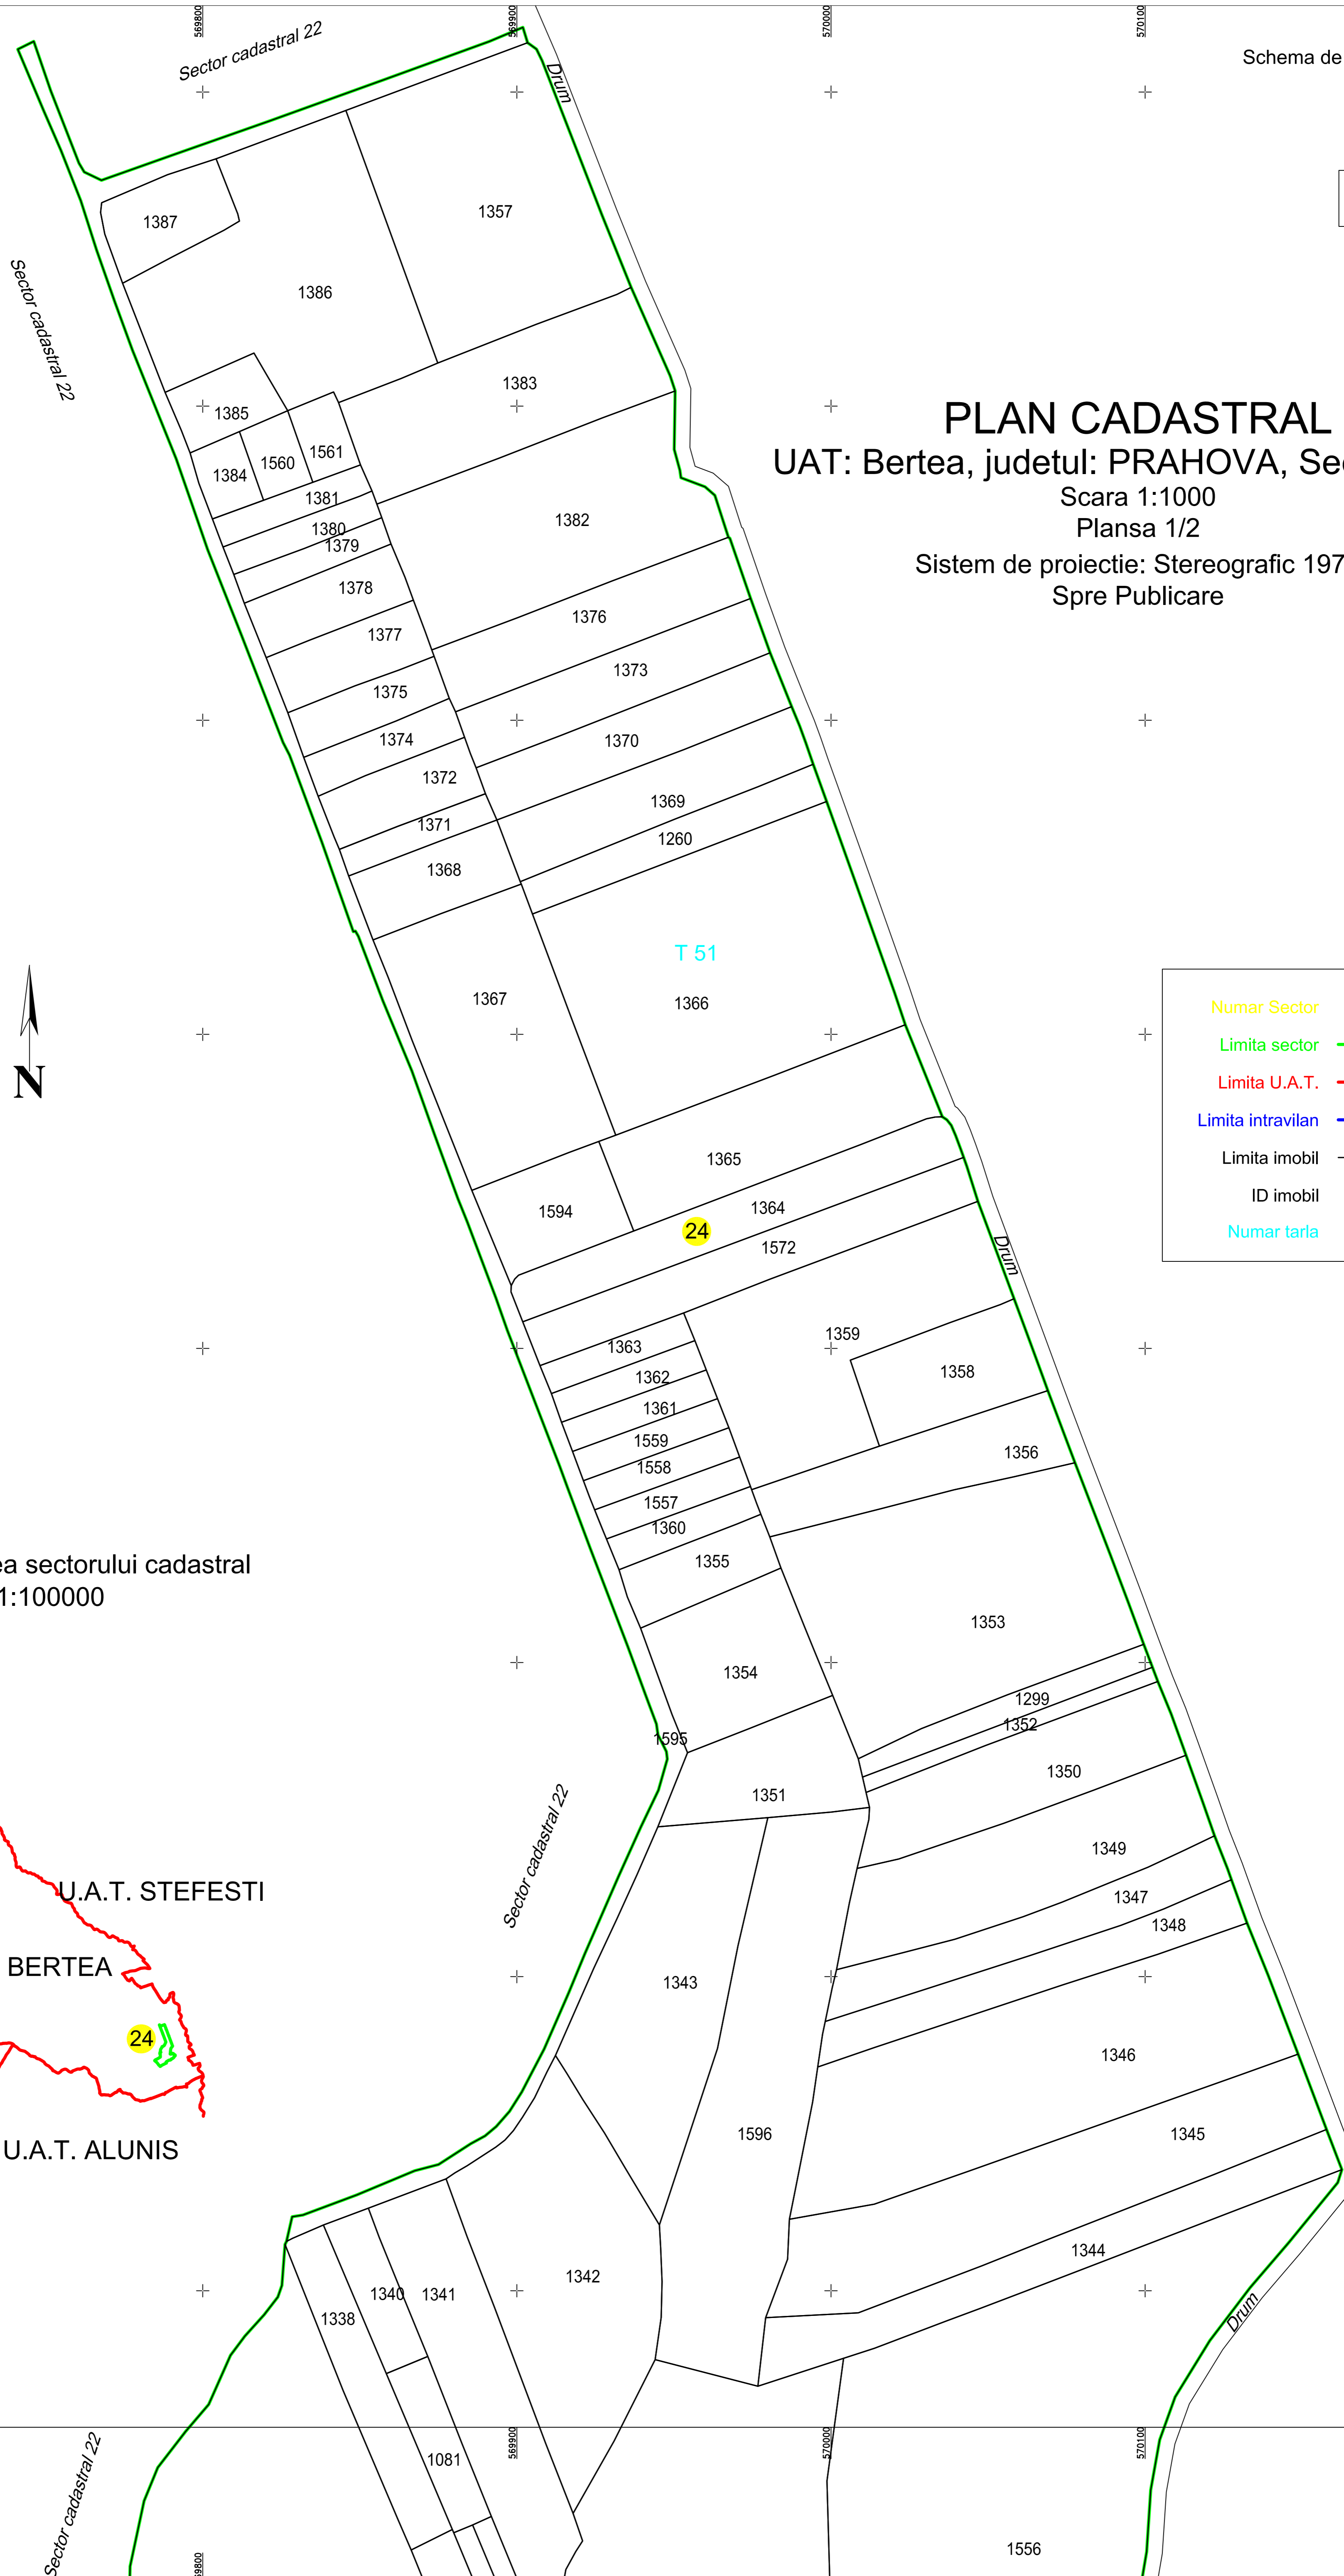 569800
569900
570000
570100
Sector cadastral 22
Drum
Schema de
1387
1357
1386
Sector cadastral 22
1383
1385
PLAN CADASTRAL
UAT: Bertea, judetul: PRAHOVA,
Scara 1:1000
Plansa 1/2
Sistem de proiectie: Stereografic 197
Spre Publicare
1561
1560
1384
1381
1382
1380
1379
1378
1376
1377
1373
1375
1374
1370
1372
1369
1371
1260
1368
T 51
1367
1366
N
Numar Sector
Limita sector
Limita U.A.T.
Limita intravilan
Limita imobil
ID imobil
Numar tarla
1365
1594
1364
24
1572
Drum
1363
1359
1362
1358
1361
1559
1356
1558
1557
1360
1355
ea sectorului cadastral
1:100000
1353
1354
1299
1352
1595
1350
1351
Sector cadastral 22
1349
U.A.T. STEFESTI
1347
1348
BERTEA
1343
24
1346
1596
1345
U.A.T. ALUNIS
1344
1342
1340
1341
1338
Drum
1081
Sector cadastral 22
569900
570000
570100
1556
569800